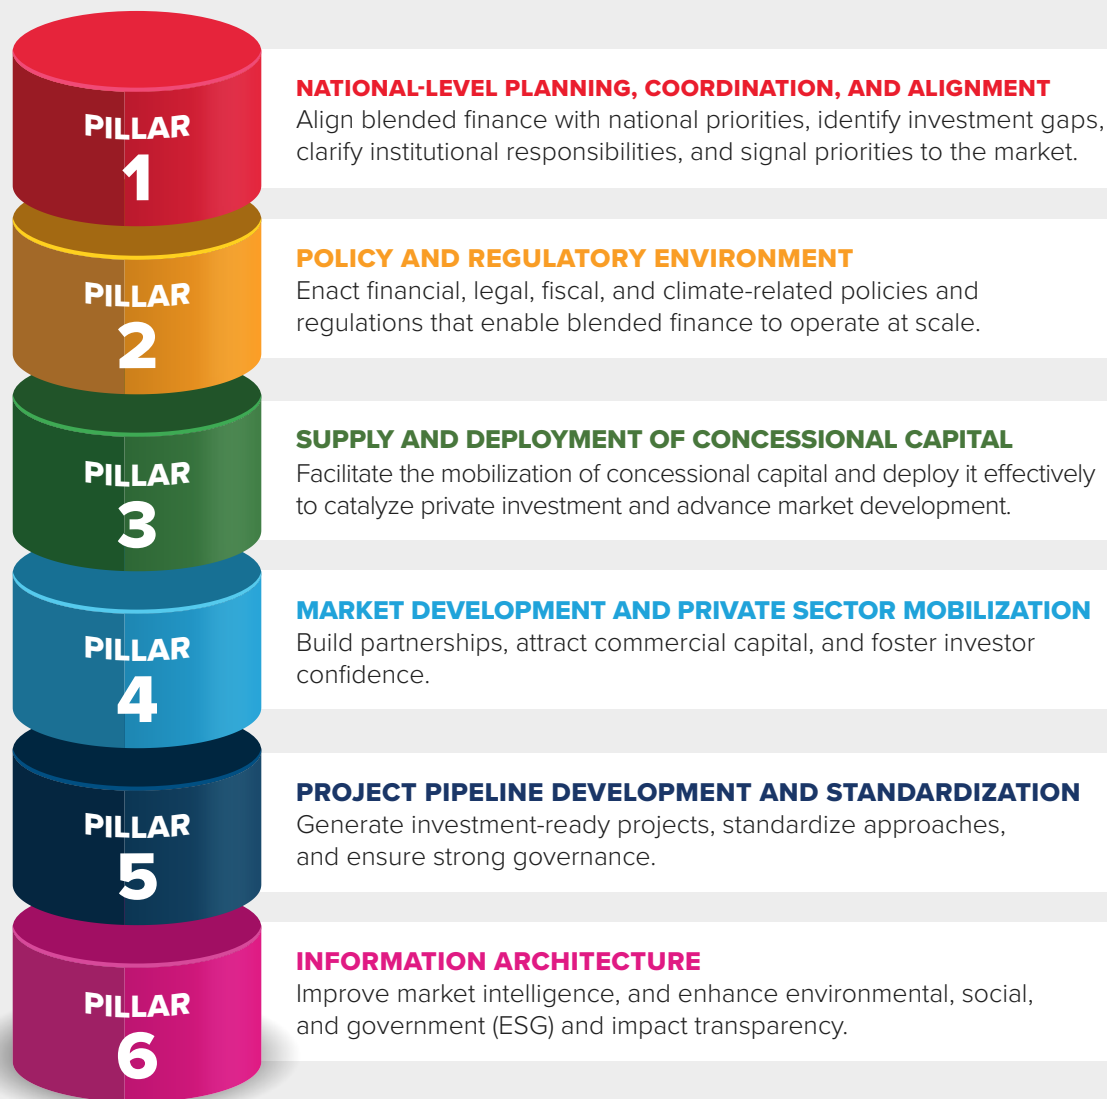 PILLAR
1
NATIONAL-LEVEL PLANNING, COORDINATION, AND ALIGNMENT
Align blended finance with national priorities, identify investment gaps,
clarify institutional responsibilities, and signal priorities to the market.
PILLAR
2
POLICY AND REGULATORY ENVIRONMENT
Enact financial, legal, fiscal, and climate-related policies and
regulations that enable blended finance to operate at scale.
PILLAR
3
SUPPLY AND DEPLOYMENT OF CONCESSIONAL CAPITAL
Facilitate the mobilization of concessional capital and deploy it effectively
to catalyze private investment and advance market development.
PILLAR
4
MARKET DEVELOPMENT AND PRIVATE SECTOR MOBILIZATION
Build partnerships, attract commercial capital, and foster investor
confidence.
PILLAR
5
PROJECT PIPELINE DEVELOPMENT AND STANDARDIZATION
Generate investment-ready projects, standardize approaches,
and ensure strong governance.
PILLAR
6
INFORMATION ARCHITECTURE
Improve market intelligence, and enhance environmental, social,
and government (ESG) and impact transparency.